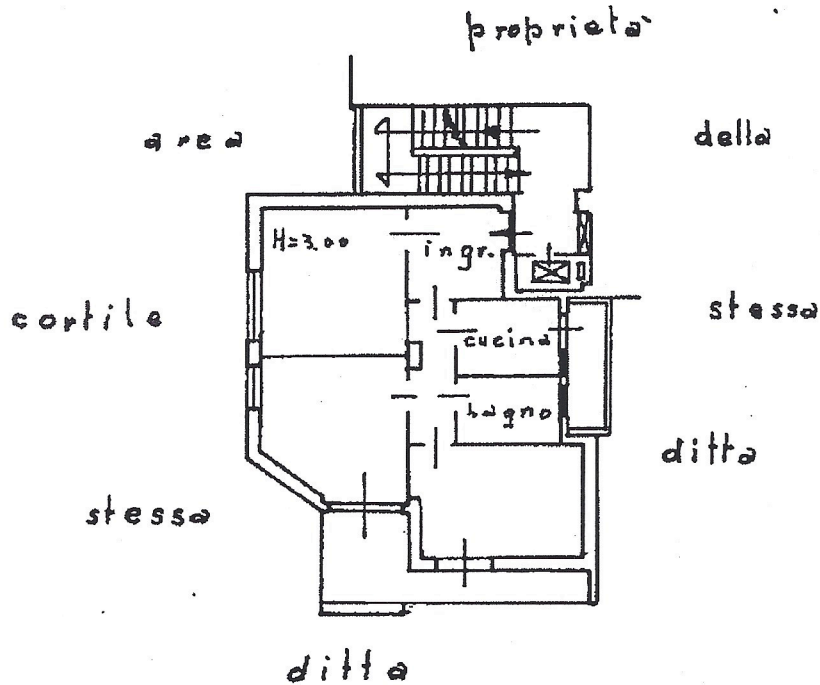 proprietà
area
della
H=3.00
ingr.
cortile
stessa
cucina
bagno
ditta
stessa
ditta